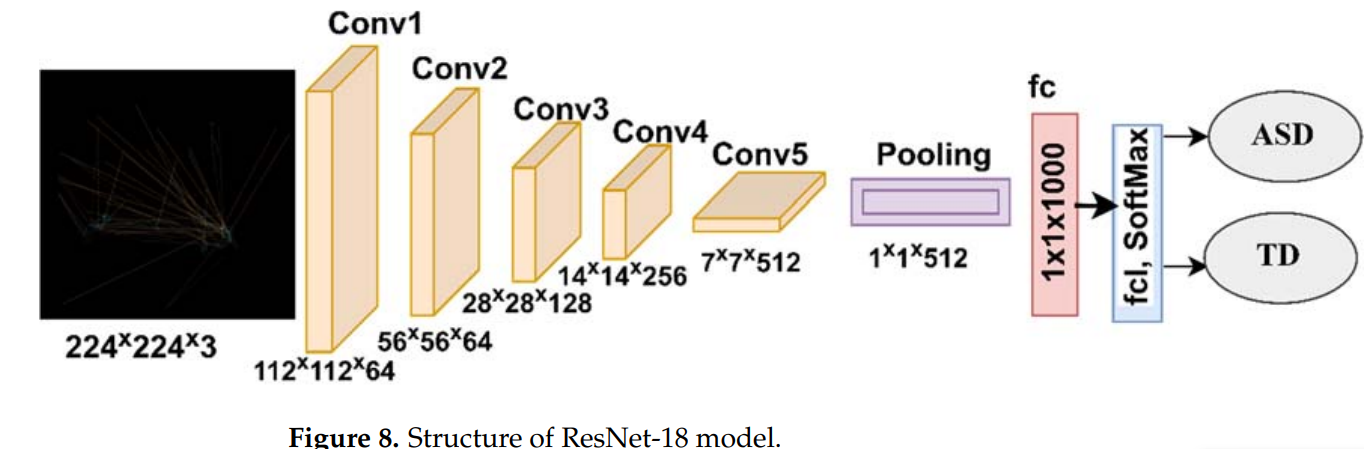 Conv1
Conv2
Conv3
Conv4
Conv5
Pooling
fc
224x224x3
112x112x64
56x56x64
28x28x128
14x14x256
7x7x512
1x1x512
1x1x1000
fcl, SoftMax
ASD
TD
Figure 8. Structure of ResNet-18 model.